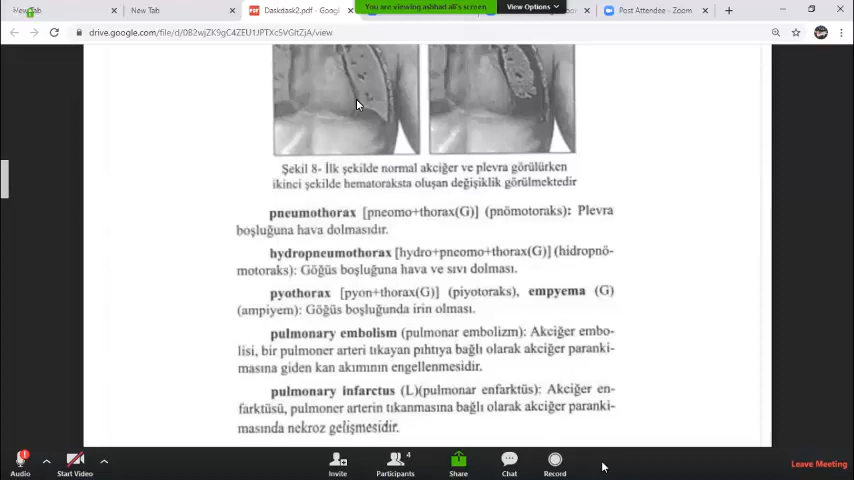 New Tab
New Tab
Daskdask2.pdf - Googl
You are viewing ashhad ali's screen
View Options
Post Attendee - Zoom
drive.google.com/file/d/0B2wjZK9gC4ZEU1JPTXc5VGltZjA/view
Şekil 8- İlk şekilde normal akciğer ve plevra görülürken
ikinci şekilde hematoraksta oluşan değişiklik görülmektedir
pneumothorax [pneomo+thorax(G)] (pnömotoraks): Plevra
boşluğuna hava dolmasıdır.
hydropneumothorax [hydro+pneomo+thorax(G)] (hidropnö-
motoraks): Göğüs boşluğuna hava ve sıvı dolması.
pyothorax [pyon+thorax(G)] (piyotoraks), empyema (G)
(ampiyem): Göğüs boşluğunda irin olması.
pulmonary embolism (pulmonar embolizm): Akciğer embo-
lisi, bir pulmoner arteri tıkayan pıhtıya bağlı olarak akciğer paranki-
masına giden kan akımının engellenmesidir.
pulmonary infarctus (L)(pulmonar enfarktüs): Akciğer en-
farktüsü, pulmoner arterin tıkanmasına bağlı olarak akciğer paranki-
masında nekroz gelişmesidir.
4
Audio
Start Video
Invite
Participants
Share
Chat
Record
Leave Meeting